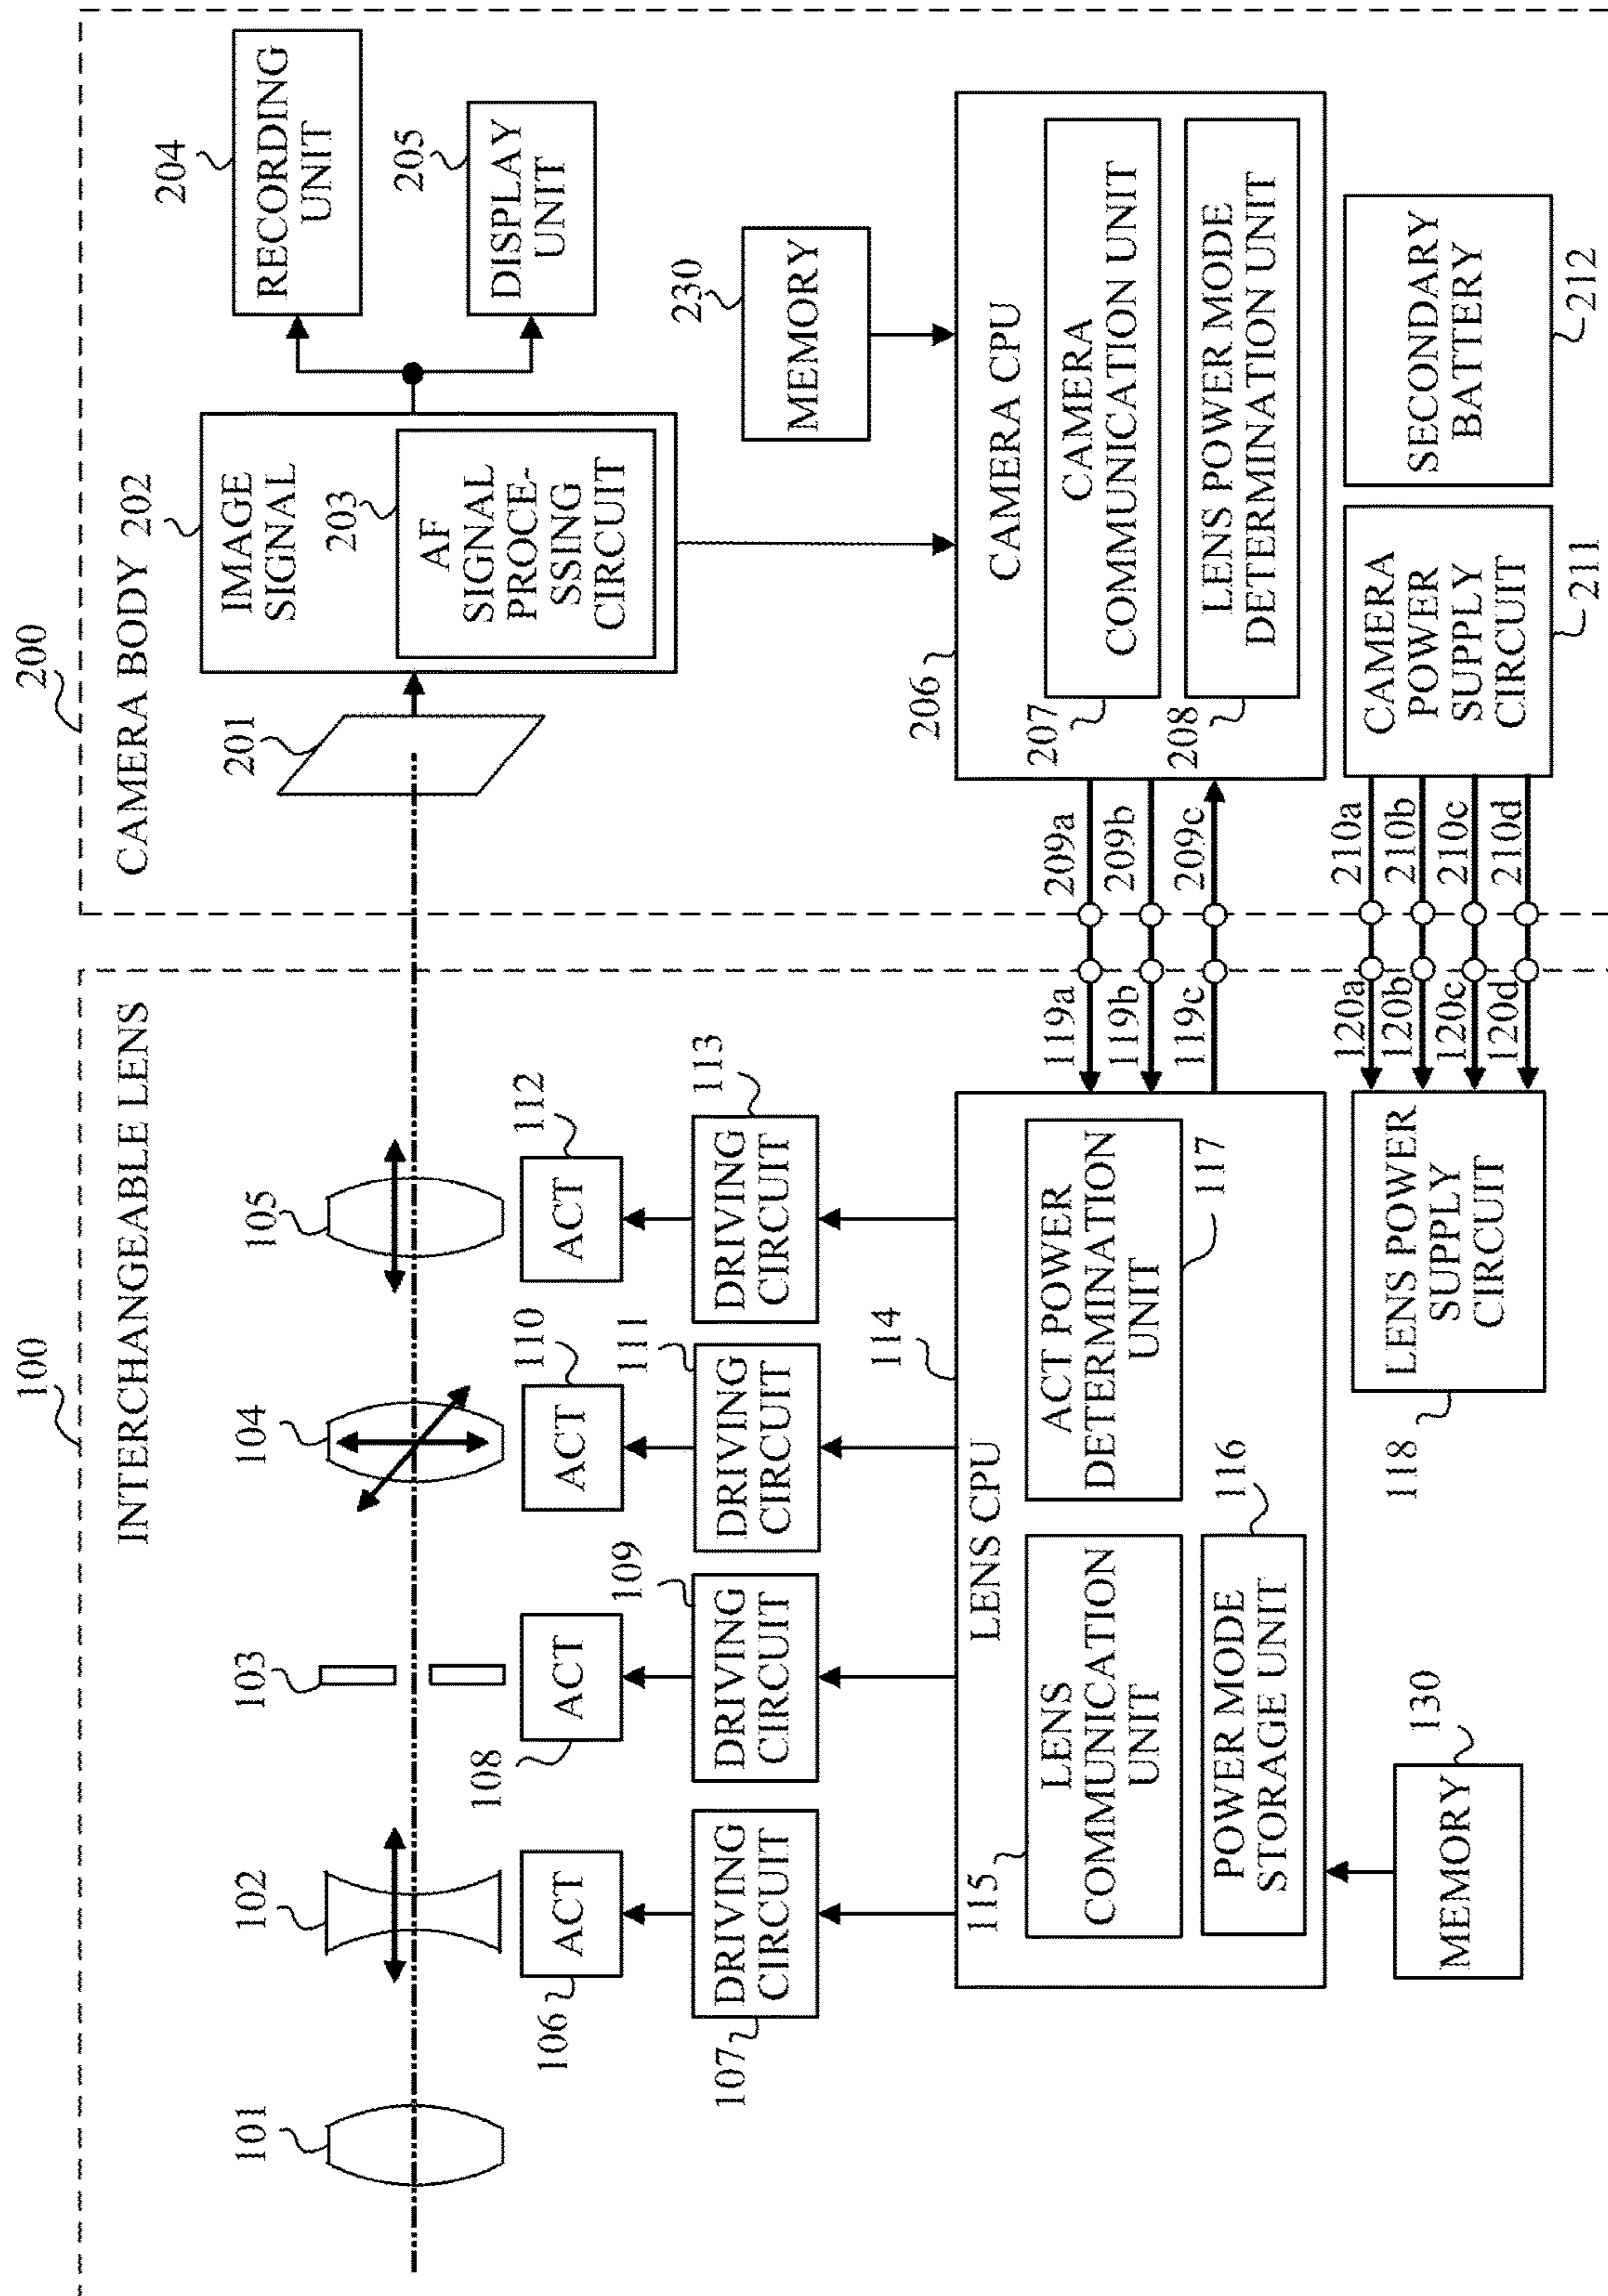 100
INTERCHANGEABLE LENS
101
102
103
104
105
106
ACT
108
ACT
110
ACT
112
ACT
107
DRIVING
CIRCUIT
109
DRIVING
CIRCUIT
111
DRIVING
CIRCUIT
113
DRIVING
CIRCUIT
114
LENS CPU
115
LENS
COMMUNICATION
UNIT
ACT POWER
DETERMINATION
UNIT
117
116
POWER MODE
STORAGE UNIT
130
MEMORY
118
LENS POWER
SUPPLY
CIRCUIT
119a
119b
119c
120a
120b
120c
120d
200
CAMERA BODY
201
202
IMAGE
SIGNAL
203
AF
SIGNAL
PROCE-
SSING
CIRCUIT
204
RECORDING
UNIT
205
DISPLAY
UNIT
230
MEMORY
206
CAMERA CPU
207
CAMERA
COMMUNICATION UNIT
208
LENS POWER MODE
DETERMINATION UNIT
209a
209b
209c
210a
210b
210c
210d
CAMERA
POWER
SUPPLY
CIRCUIT
211
SECONDARY
BATTERY
212